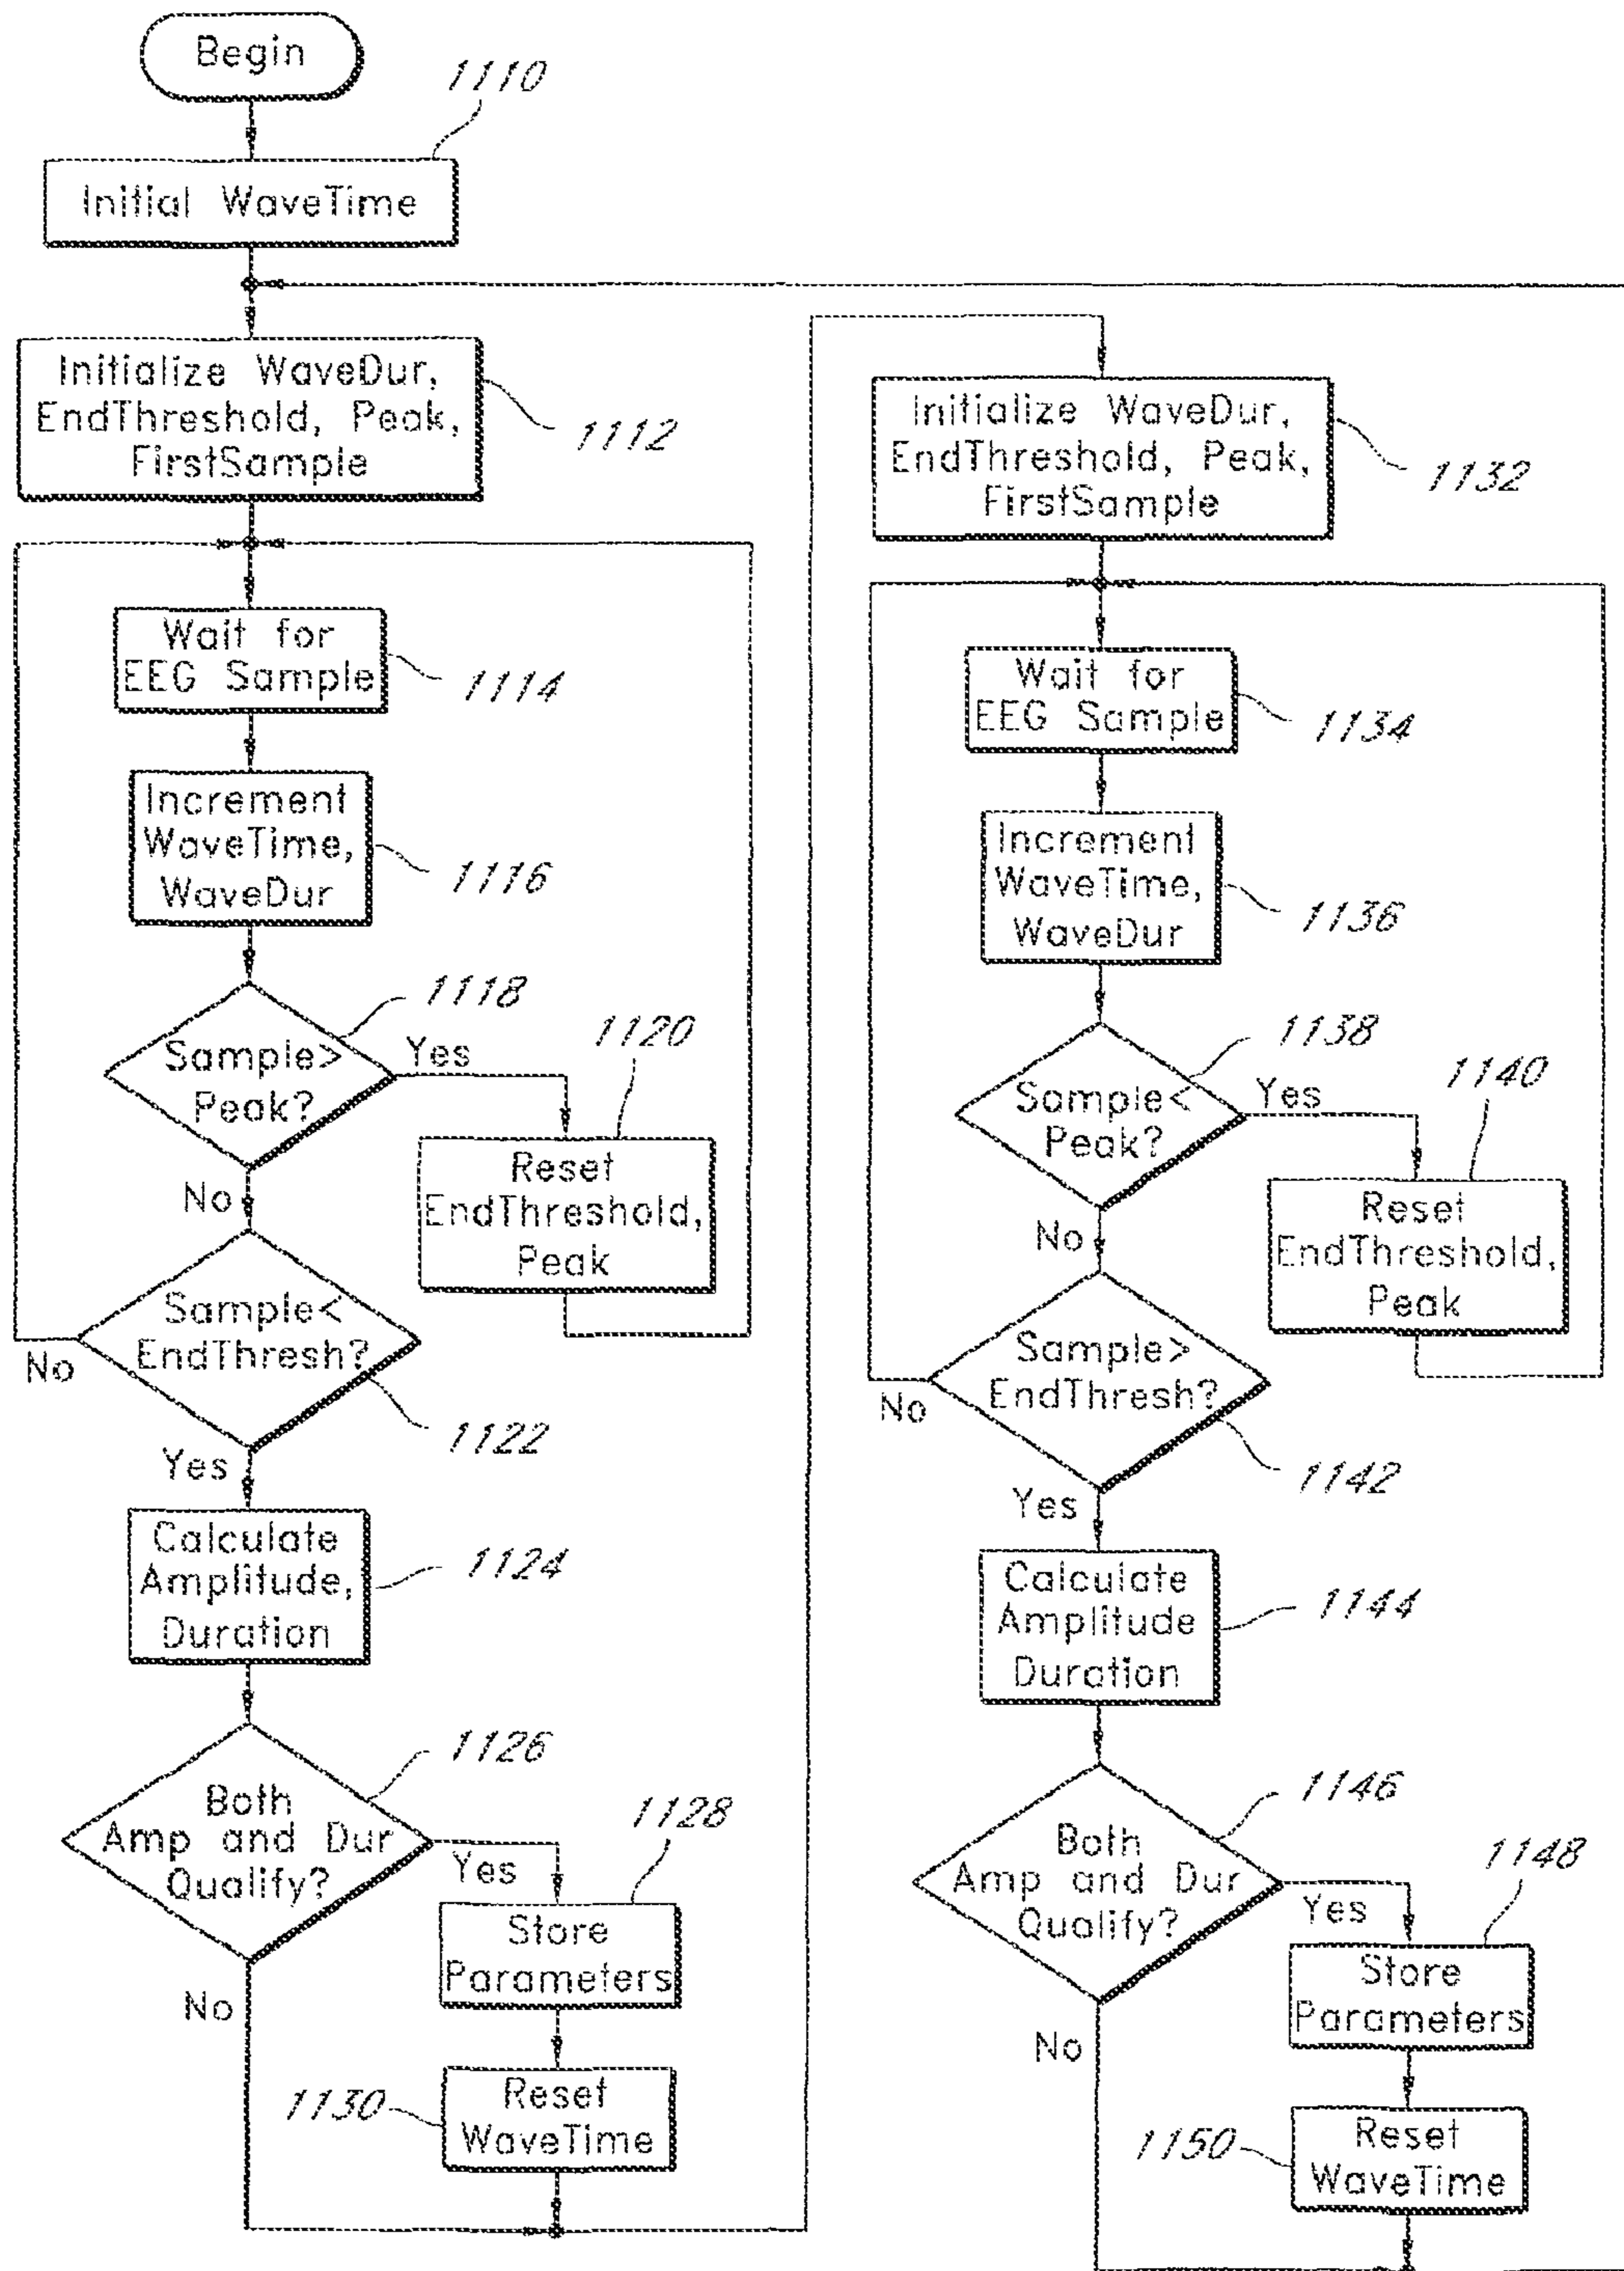 Begin
1110
Initial WaveTime
Initialize WaveDur,
EndThreshold, Peak,
FirstSample
1112
Wait for
EEG Sample
1114
Increment
WaveTime,
WaveDur
1116
1118
Sample>
Peak?
Yes
1120
Reset
EndThreshold,
Peak
No
Sample<
EndThresh?
No
1122
Yes
Calculate
Amplitude,
Duration
1124
1126
Both
Amp and Dur
Qualify?
Yes
1128
Store
Parameters
No
1130
Reset
WaveTime
Initialize WaveDur,
EndThreshold, Peak,
FirstSample
1132
Wait for
EEG Sample
1134
Increment
WaveTime,
WaveDur
1136
1138
Sample<
Peak?
Yes
1140
Reset
EndThreshold,
Peak
No
Sample>
EndThresh?
No
1142
Yes
Calculate
Amplitude
Duration
1144
1146
Both
Amp and Dur
Qualify?
Yes
1148
Store
Parameters
No
1150
Reset
WaveTime